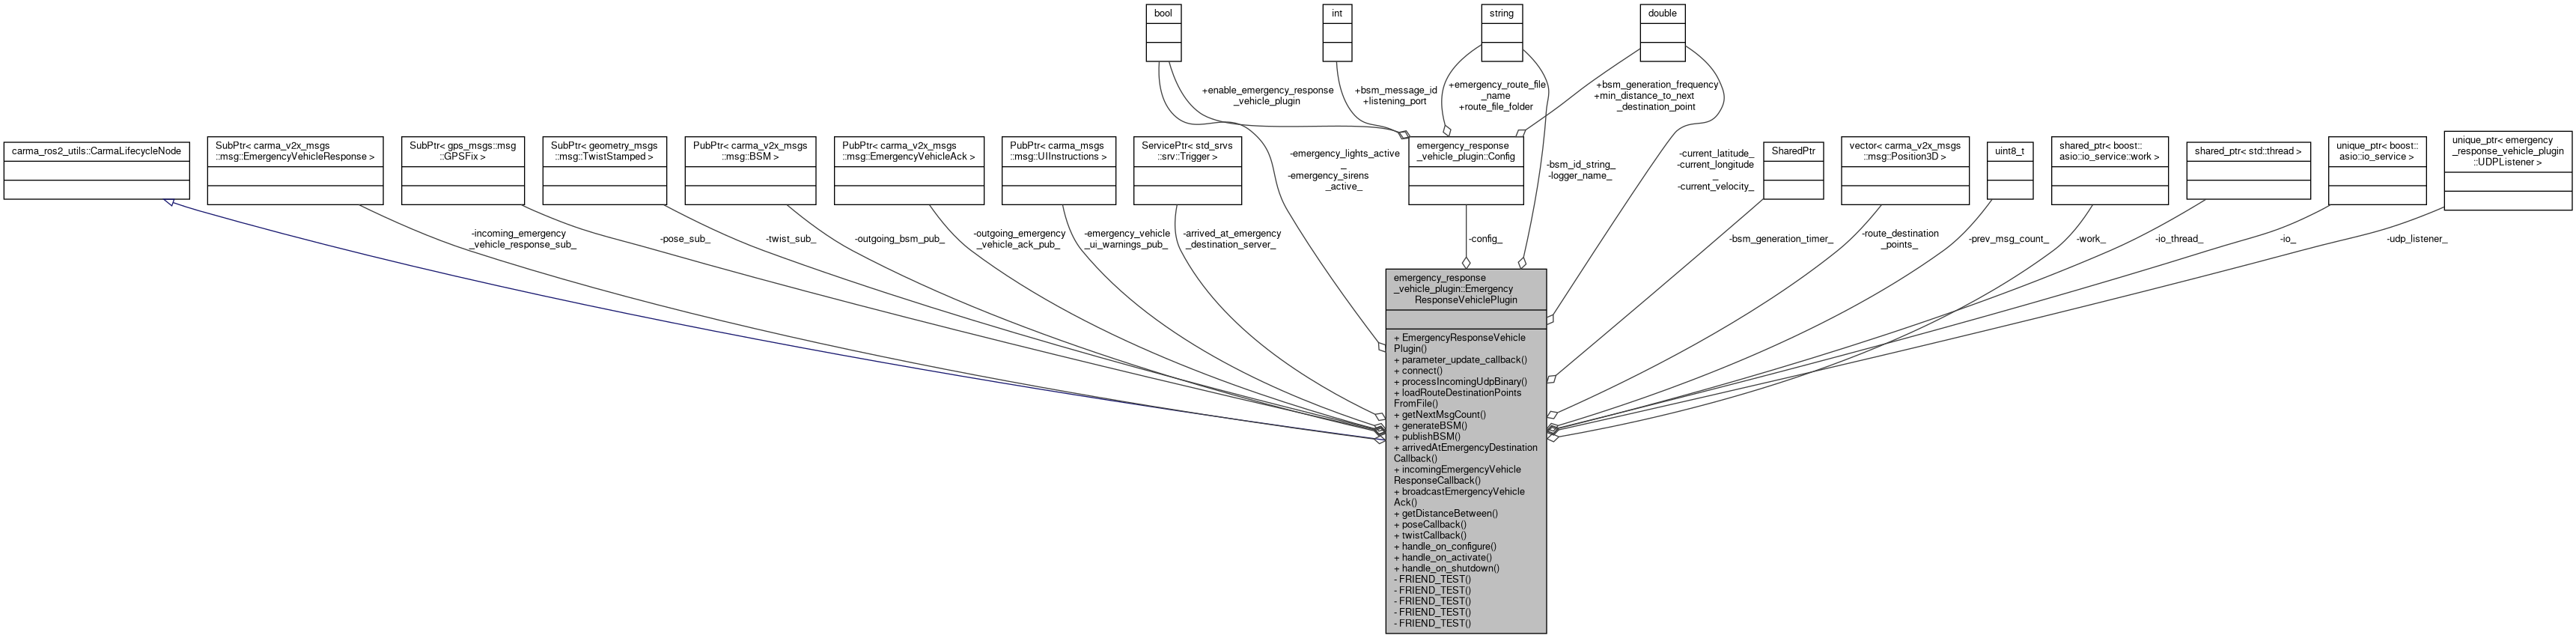 bool
int
string
double
+enable_emergency_response
_vehicle_plugin
+bsm_message_id
+listening_port
+emergency_route_file
_name
+route_file_folder
+bsm_generation_frequency
+min_distance_to_next
_destination_point
carma_ros2_utils::CarmaLifecycleNode
SubPtr< carma_v2x_msgs
::msg::EmergencyVehicleResponse >
SubPtr< gps_msgs::msg
::GPSFix >
SubPtr< geometry_msgs
::msg::TwistStamped >
PubPtr< carma_v2x_msgs
::msg::BSM >
PubPtr< carma_v2x_msgs
::msg::EmergencyVehicleAck >
PubPtr< carma_msgs
::msg::UIInstructions >
ServicePtr< std_srvs
::srv::Trigger >
-emergency_lights_active
_
-emergency_sirens
_active_
emergency_response
_vehicle_plugin::Config
-bsm_id_string_
-logger_name_
-current_latitude_
-current_longitude
_
-current_velocity_
SharedPtr
vector< carma_v2x_msgs
::msg::Position3D >
uint8_t
shared_ptr< boost::
asio::io_service::work >
shared_ptr< std::thread >
unique_ptr< boost::
asio::io_service >
unique_ptr< emergency
_response_vehicle_plugin
::UDPListener >
-incoming_emergency
_vehicle_response_sub_
-pose_sub_
-twist_sub_
-outgoing_bsm_pub_
-outgoing_emergency
_vehicle_ack_pub_
-emergency_vehicle
_ui_warnings_pub_
-arrived_at_emergency
_destination_server_
-config_
-bsm_generation_timer_
-route_destination
_points_
-prev_msg_count_
-work_
-io_thread_
-io_
-udp_listener_
emergency_response
_vehicle_plugin::Emergency
ResponseVehiclePlugin
+ EmergencyResponseVehicle
Plugin()
+ parameter_update_callback()
+ connect()
+ processIncomingUdpBinary()
+ loadRouteDestinationPoints
FromFile()
+ getNextMsgCount()
+ generateBSM()
+ publishBSM()
+ arrivedAtEmergencyDestination
Callback()
+ incomingEmergencyVehicle
ResponseCallback()
+ broadcastEmergencyVehicle
Ack()
+ getDistanceBetween()
+ poseCallback()
+ twistCallback()
+ handle_on_configure()
+ handle_on_activate()
+ handle_on_shutdown()
- FRIEND_TEST()
- FRIEND_TEST()
- FRIEND_TEST()
- FRIEND_TEST()
- FRIEND_TEST()